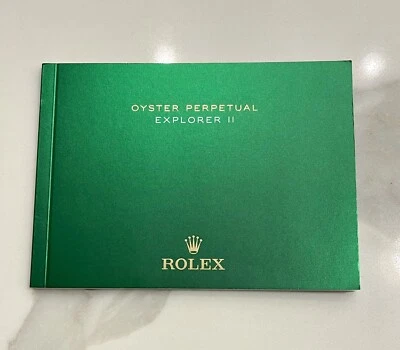 OYSTER PERPETUAL
EXPLORER II
ROLEX